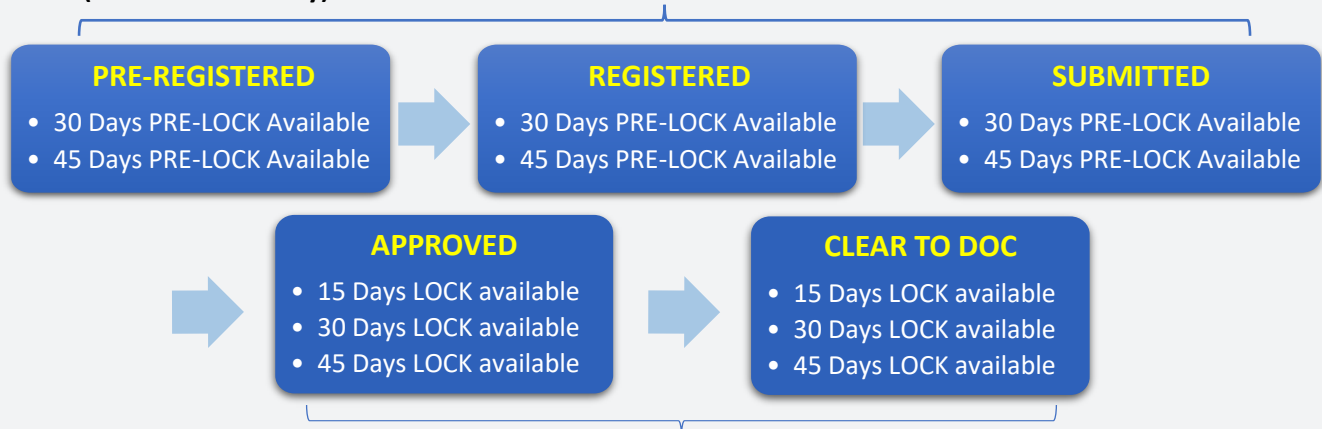 PRE-REGISTERED
• 30 Days PRE-LOCK Available
• 45 Days PRE-LOCK Available
REGISTERED
• 30 Days PRE-LOCK Available
• 45 Days PRE-LOCK Available
SUBMITTED
• 30 Days PRE-LOCK Available
• 45 Days PRE-LOCK Available
APPROVED
• 15 Days LOCK available
• 30 Days LOCK available
• 45 Days LOCK available
CLEAR TO DOC
• 15 Days LOCK available
• 30 Days LOCK available
• 45 Days LOCK available